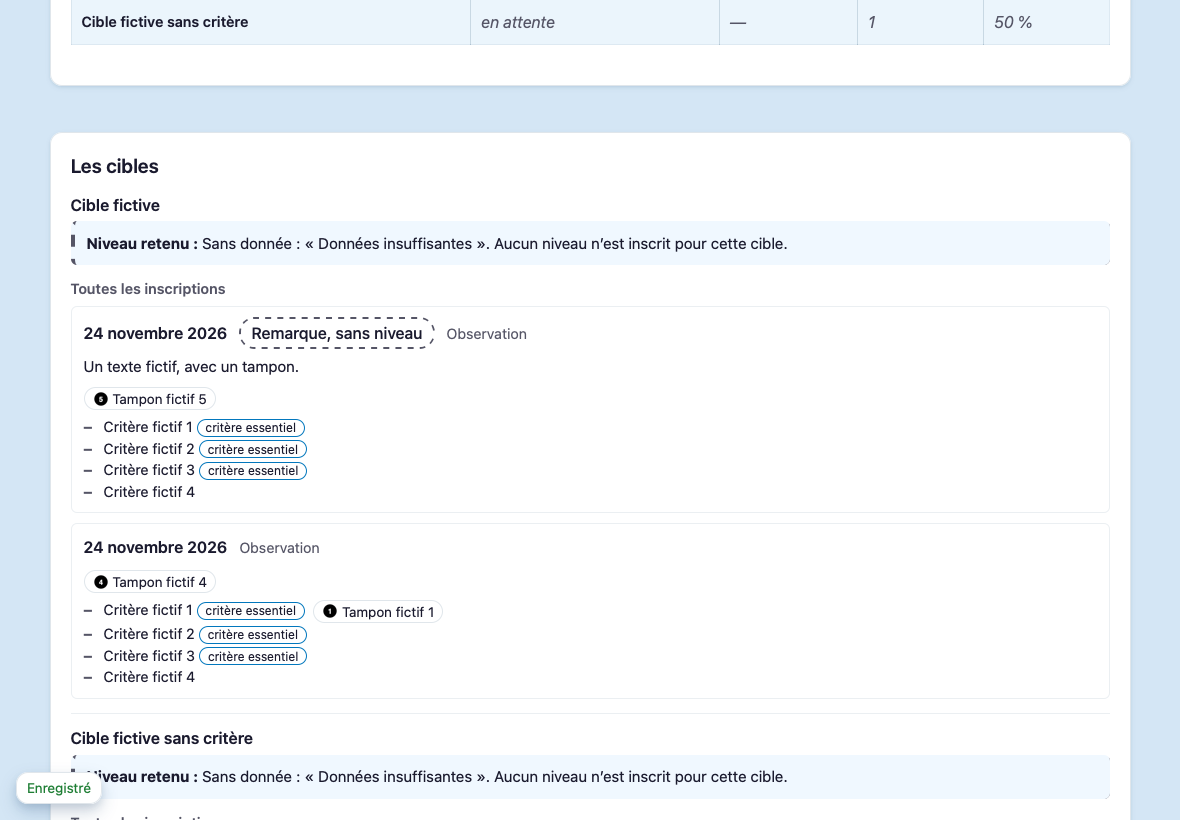 Cible fictive sans critère en attente — 1 50 %
Les cibles
Cible fictive
Niveau retenu : Sans donnée : « Données insuffisantes ». Aucun niveau n’est inscrit pour cette cible.
Toutes les inscriptions
24 novembre 2026 Remarque, sans niveau Observation
Un texte fictif, avec un tampon.
5 Tampon fictif 5
– Critère fictif 1 critère essentiel
– Critère fictif 2 critère essentiel
– Critère fictif 3 critère essentiel
– Critère fictif 4
24 novembre 2026 Observation
4 Tampon fictif 4
– Critère fictif 1 critère essentiel 1 Tampon fictif 1
– Critère fictif 2 critère essentiel
– Critère fictif 3 critère essentiel
– Critère fictif 4
Cible fictive sans critère
Niveau retenu : Sans donnée : « Données insuffisantes ». Aucun niveau n’est inscrit pour cette cible.
Enregistré